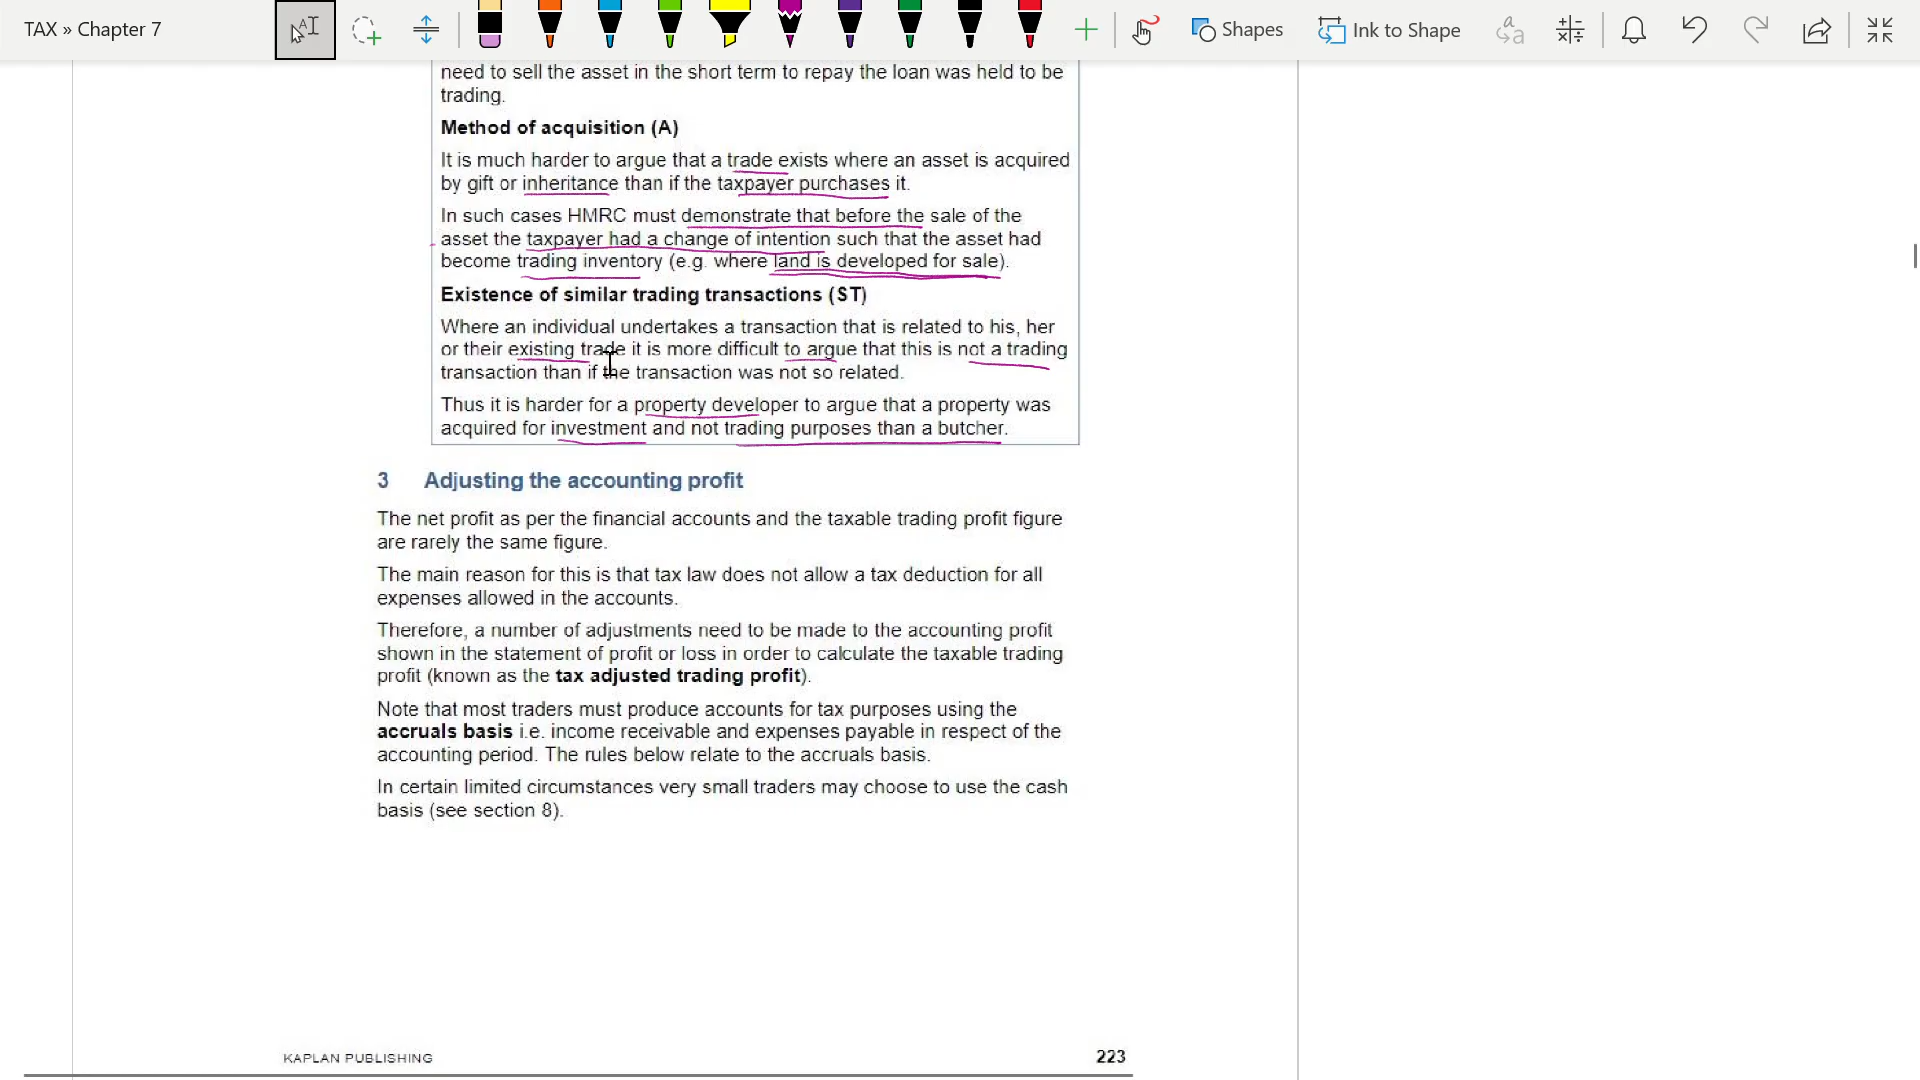 TAX » Chapter 7
Shapes
Ink to Shape
need to sell the asset in the short term to repay the loan was held to be
trading.
Method of acquisition (A)
It is much harder to argue that a trade exists where an asset is acquired
by gift or inheritance than if the taxpayer purchases it.
In such cases HMRC must demonstrate that before the sale of the
asset the taxpayer had a change of intention such that the asset had
become trading inventory (e.g. where land is developed for sale).
Existence of similar trading transactions (ST)
Where an individual undertakes a transaction that is related to his, her
or their existing trade it is more difficult to argue that this is not a trading
transaction than if the transaction was not so related.
Thus it is harder for a property developer to argue that a property was
acquired for investment and not trading purposes than a butcher.
3 Adjusting the accounting profit
The net profit as per the financial accounts and the taxable trading profit figure
are rarely the same figure.
The main reason for this is that tax law does not allow a tax deduction for all
expenses allowed in the accounts.
Therefore, a number of adjustments need to be made to the accounting profit
shown in the statement of profit or loss in order to calculate the taxable trading
profit (known as the tax adjusted trading profit).
Note that most traders must produce accounts for tax purposes using the
accruals basis i.e. income receivable and expenses payable in respect of the
accounting period. The rules below relate to the accruals basis.
In certain limited circumstances very small traders may choose to use the cash
basis (see section 8).
KAPLAN PUBLISHING
223